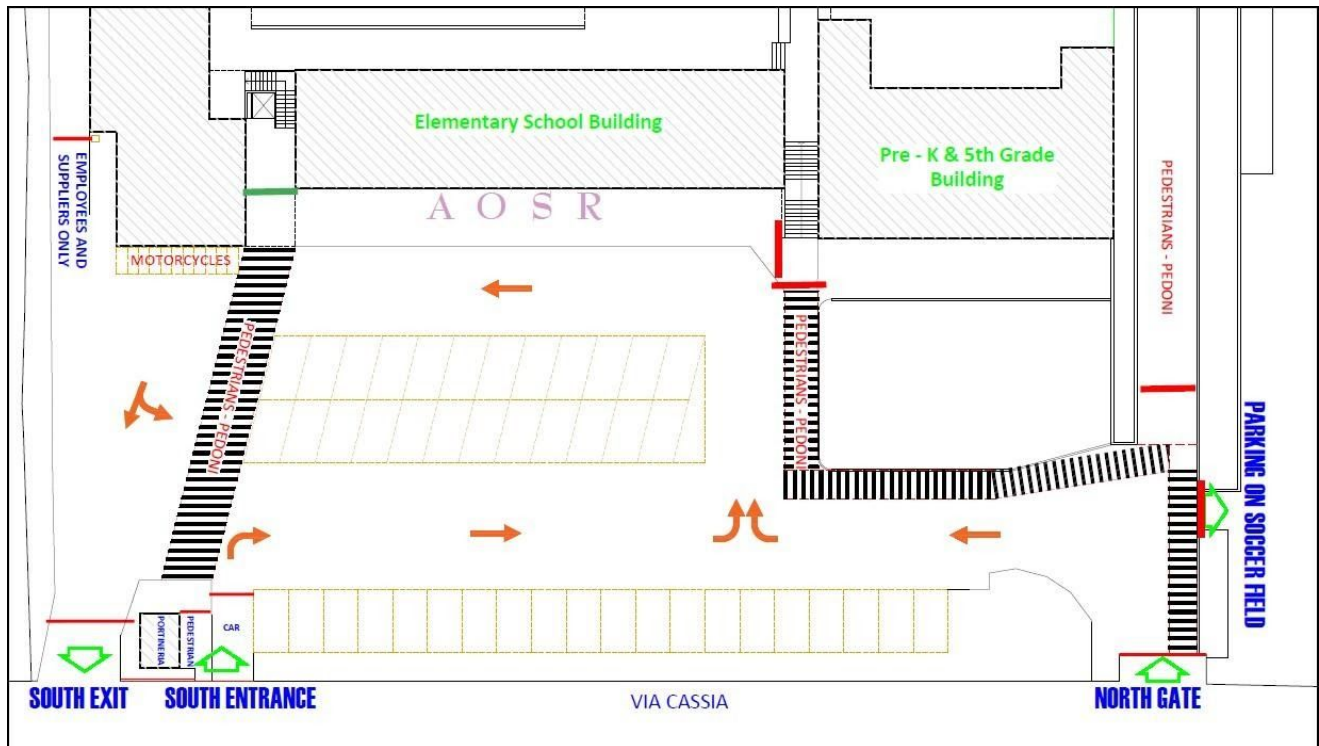 Elementary School Building
Pre - K & 5th Grade
Building
EMPLOYEES AND
SUPPLIERS ONLY
A O S R
PEDESTRIANS - PEDONI
MOTORCYCLES
PEDESTRIANS - PEDONI
PEDESTRIANS - PEDONI
PARKING ON SOCCER FIELD
PORTINERIA
PEDESTRIAN
CAR
SOUTH EXIT
SOUTH ENTRANCE
VIA CASSIA
NORTH GATE